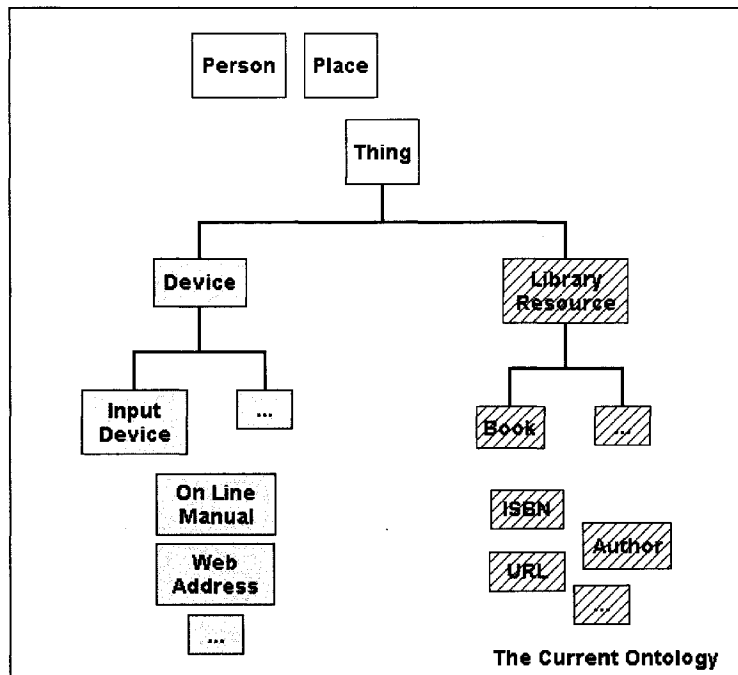 Person
Place
Thing
Device
Library
Resource
Input
Device
...
Book
...
On Line
Manual
ISBN
Author
Web
Address
URL
...
...
The Current Ontology